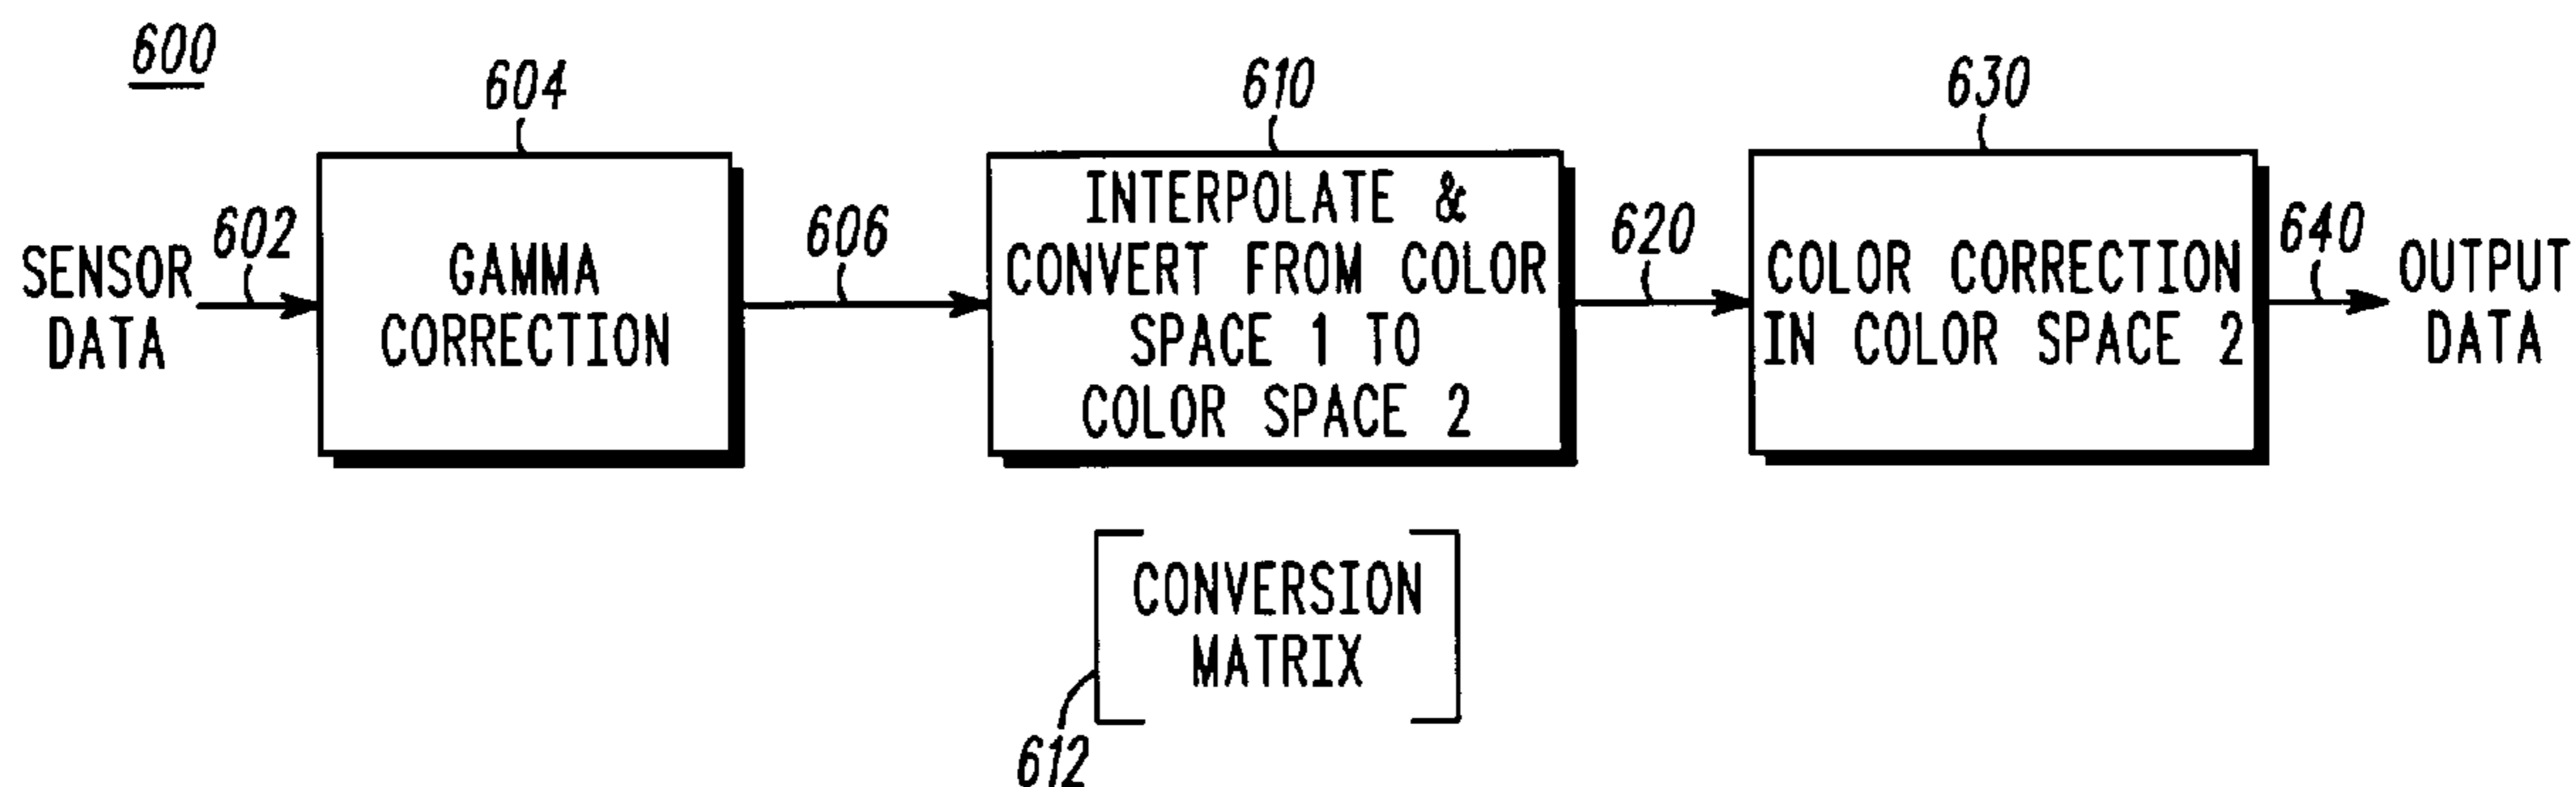 600
604
610
630
SENSOR
DATA
602
GAMMA
CORRECTION
606
INTERPOLATE &
CONVERT FROM COLOR
SPACE 1 TO
COLOR SPACE 2
620
COLOR CORRECTION
IN COLOR SPACE 2
640
OUTPUT
DATA
CONVERSION
MATRIX
612